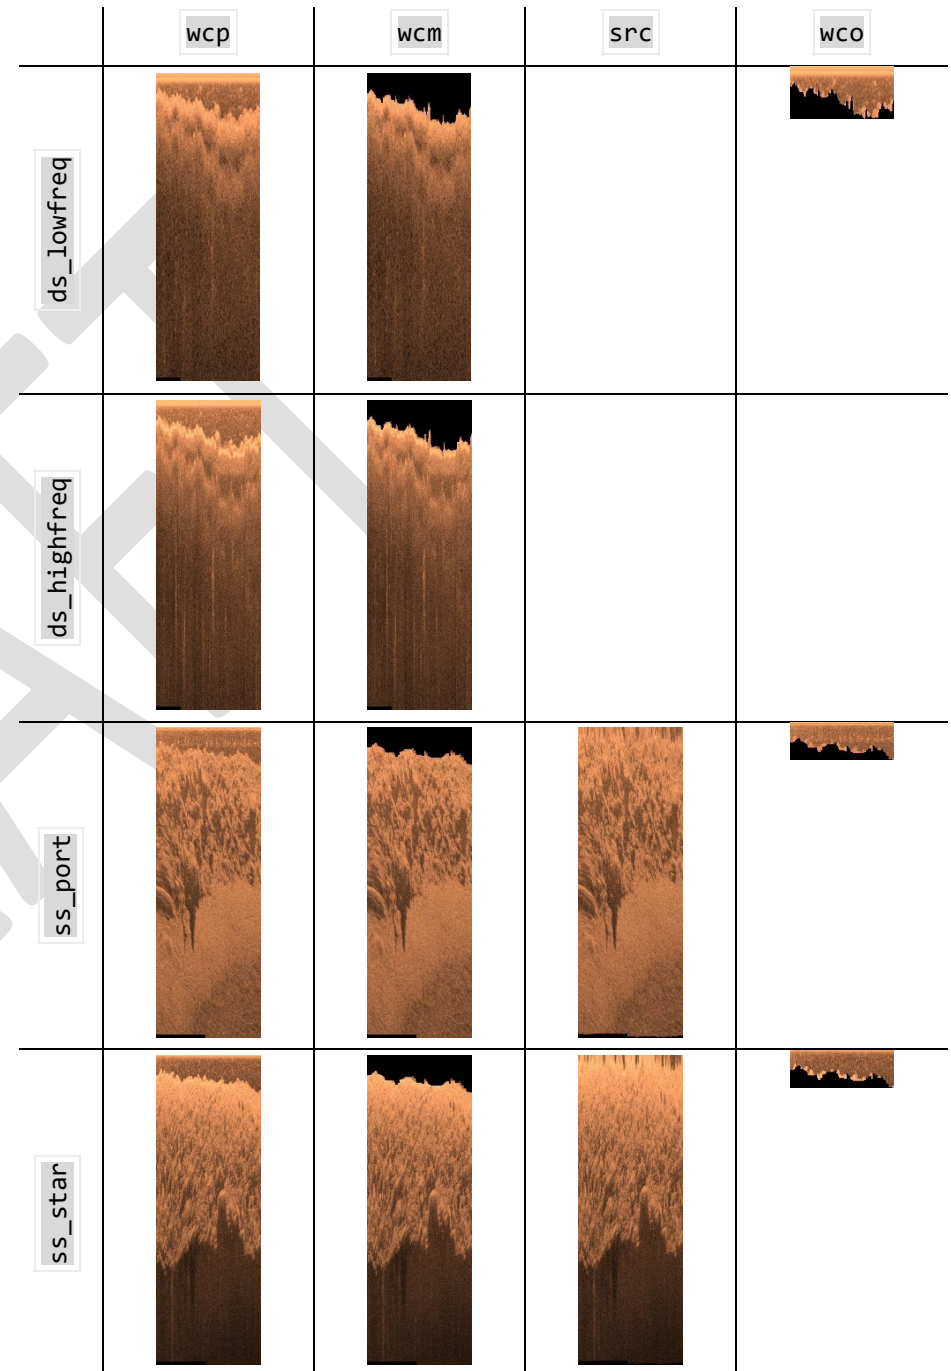 wcp wcm src wco
ds_lowfreq
ds_highfreq
ss_port
ss_star